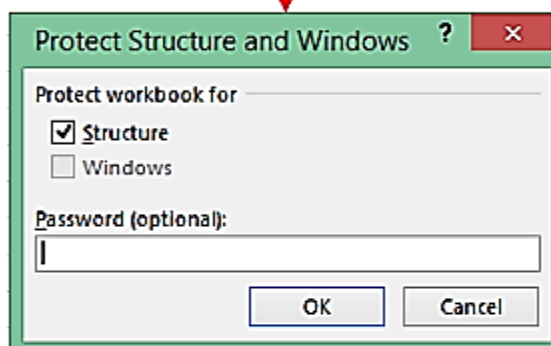 Protect Structure and Windows ? ×
Protect workbook for
Structure
Windows
Password (optional):
OK Cancel